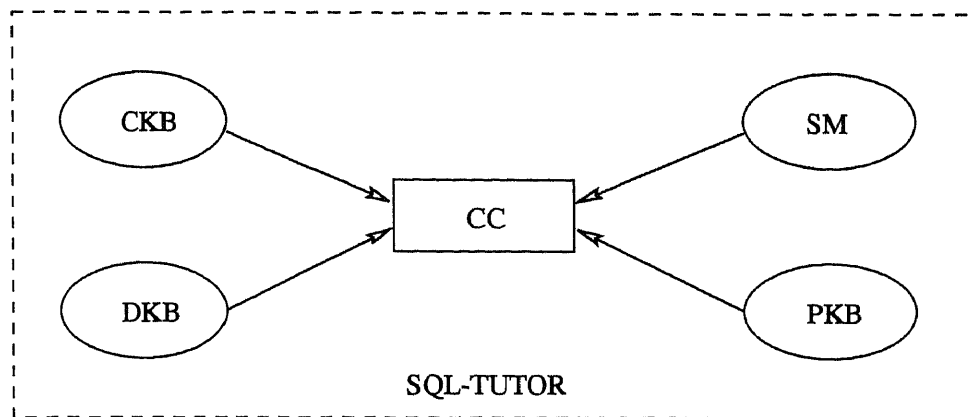 CKB
SM
CC
DKB
PKB
SQL-TUTOR